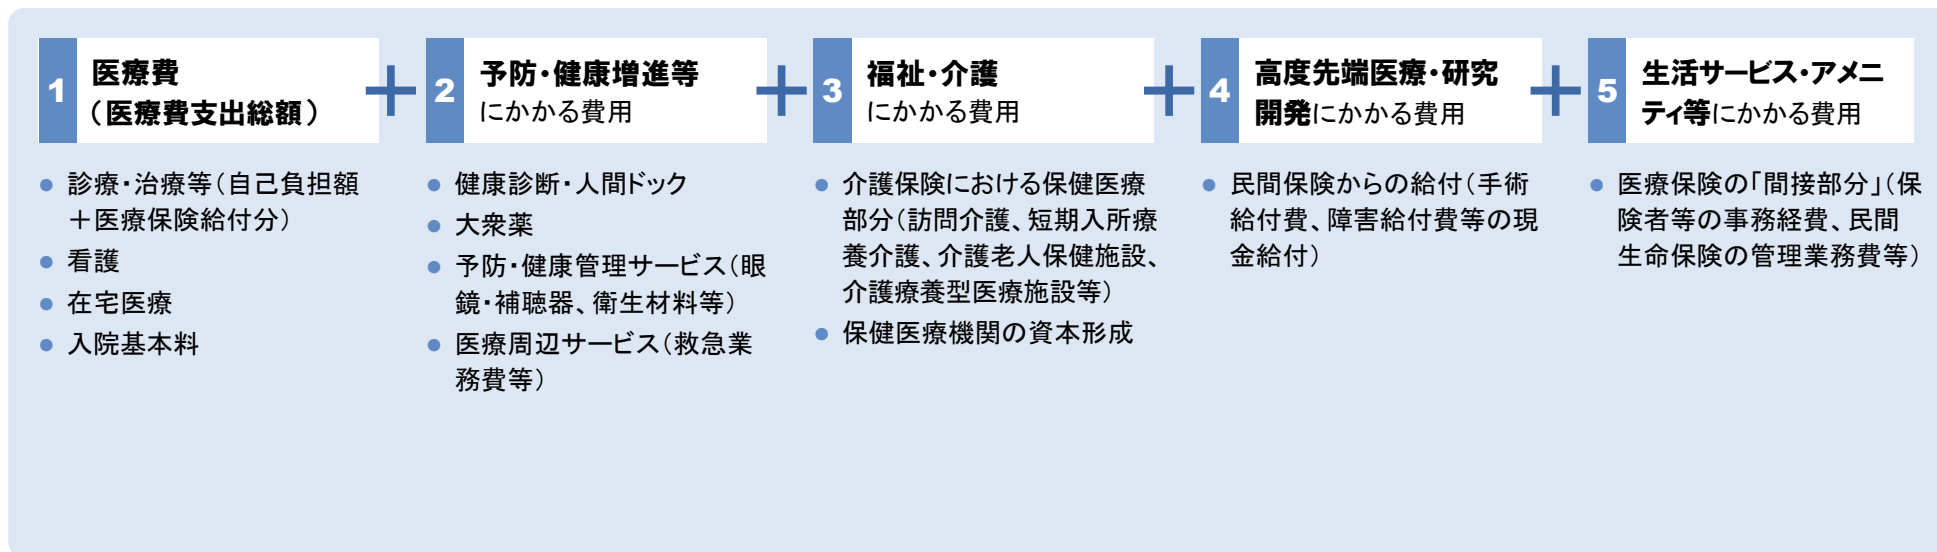 1 医療費
（医療費支出総額）
● 診療・治療等（自己負担額
＋医療保険給付分）
● 看護
● 在宅医療
● 入院基本料
＋
2 予防・健康増進等
にかかる費用
● 健康診断・人間ドック
● 大衆薬
● 予防・健康管理サービス（眼
鏡・補聴器、衛生材料等）
● 医療周辺サービス（救急業
務費等）
＋
3 福祉・介護
にかかる費用
● 介護保険における保健医療
部分（訪問介護、短期入所療
養介護、介護老人保健施設、
介護療養型医療施設等）
● 保健医療機関の資本形成
＋
4 高度先端医療・研究
開発にかかる費用
● 民間保険からの給付（手術
給付費、障害給付費等の現
金給付）
＋
5 生活サービス・アメニ
ティ等にかかる費用
● 医療保険の「間接部分」（保
険者等の事務経費、民間
生命保険の管理業務費等）